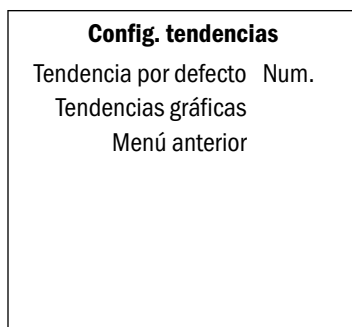 Config. tendencias
Tendencia por defecto Num.
Tendencias gráficas
Menú anterior